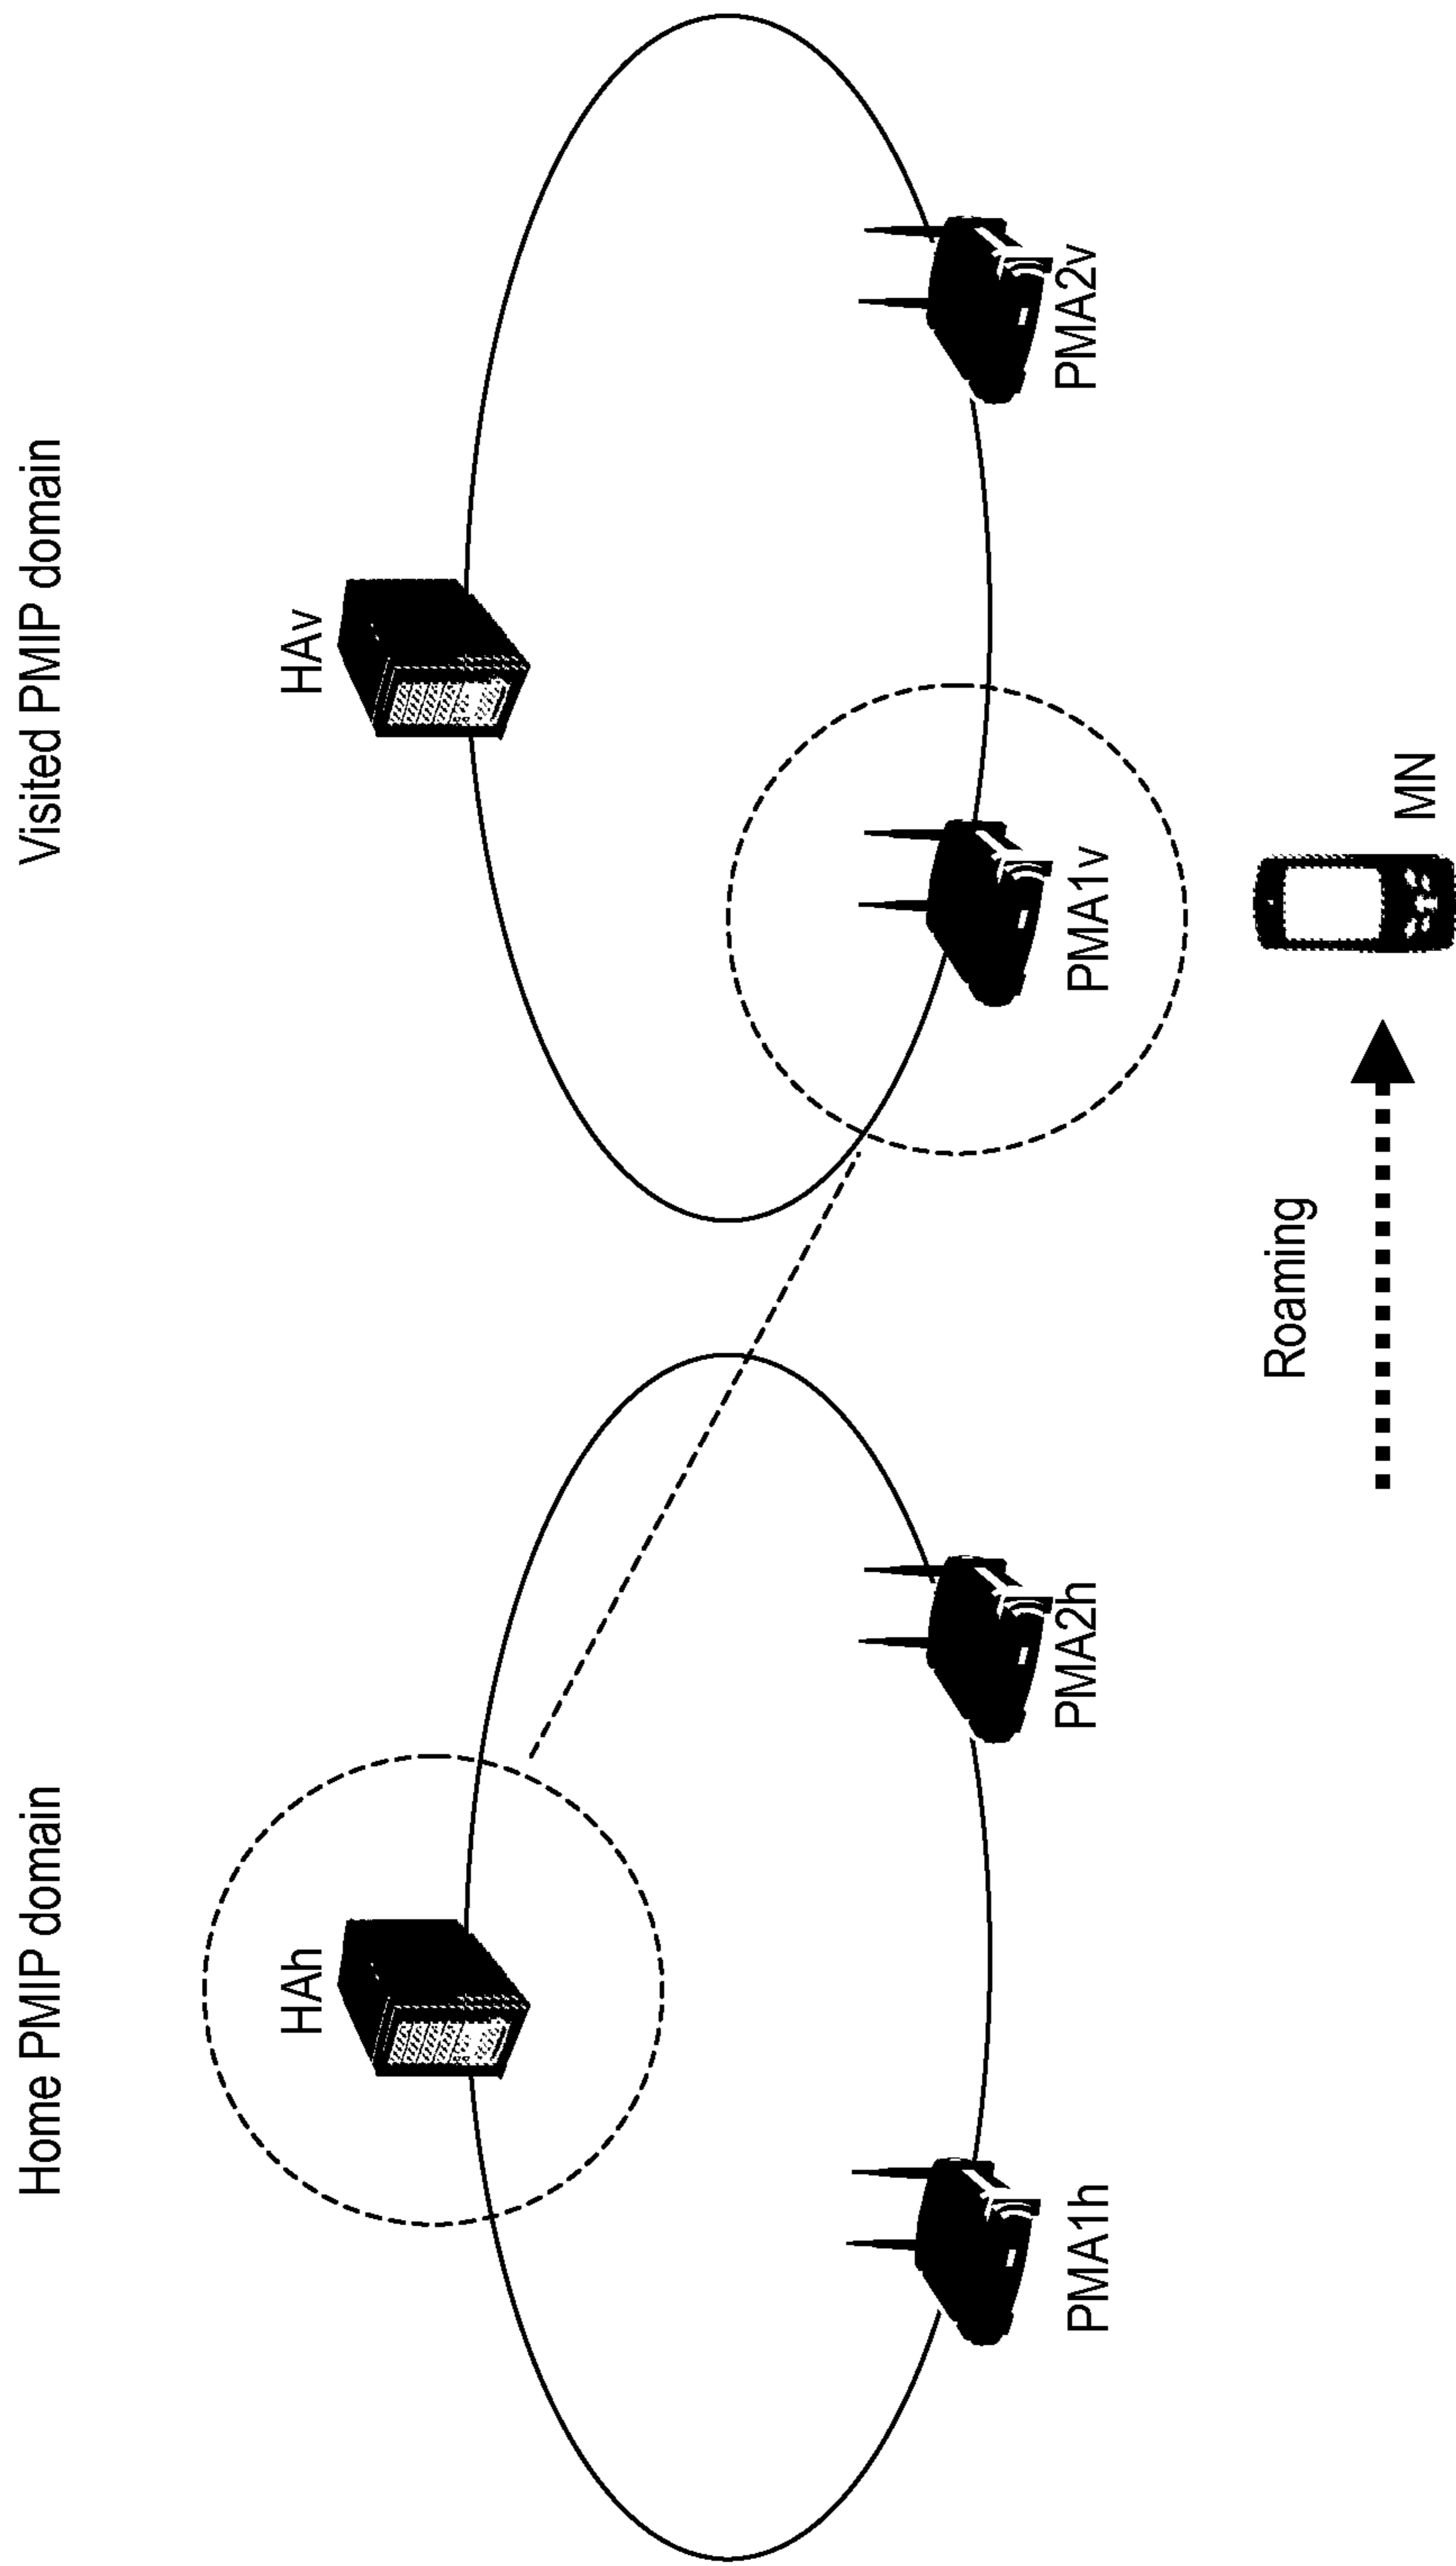 Home PMIP domain
Visited PMIP domain
HAh
HAv
PMA1h
PMA2h
PMA1v
PMA2v
Roaming
MN